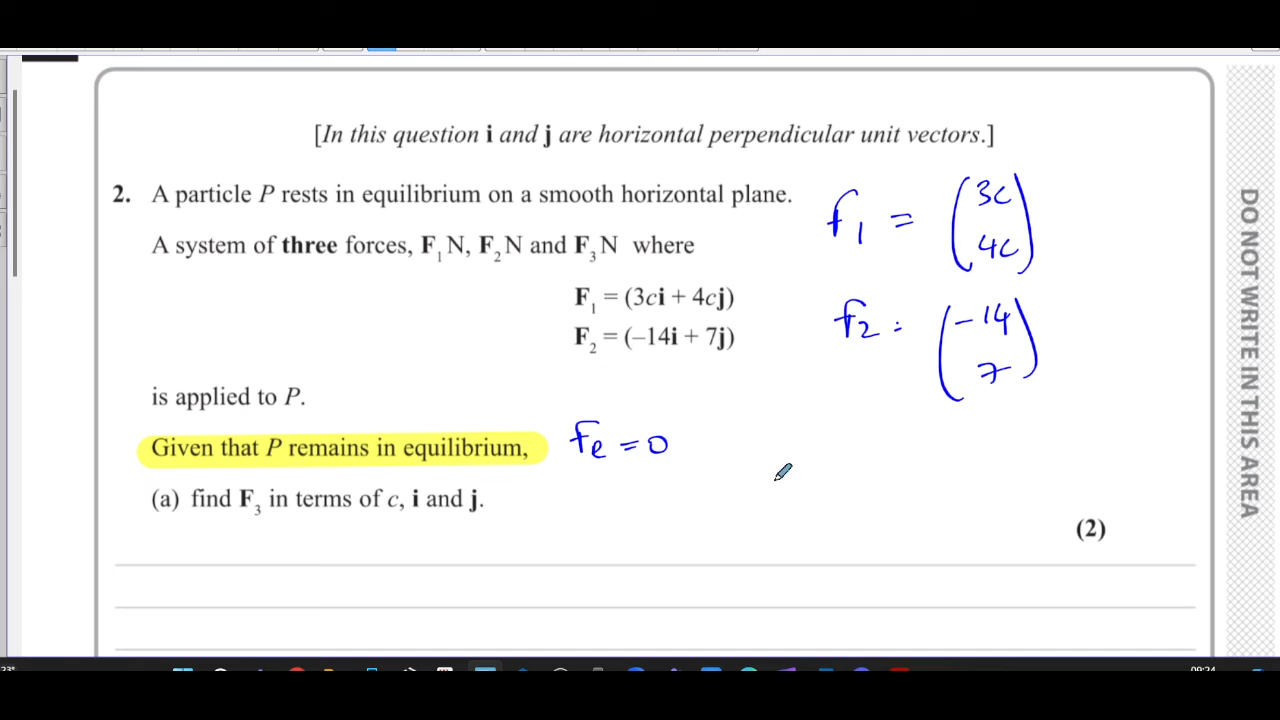 [In this question i and j are horizontal perpendicular unit vectors.]
2. A particle P rests in equilibrium on a smooth horizontal plane.
A system of three forces, F₁ N, F₂ N and F₃ N where
F₁ = (3ci + 4cj)
F₂ = (–14i + 7j)
is applied to P.
Given that P remains in equilibrium,
(a) find F₃ in terms of c, i and j.
(2)
f₁ = (3c
4c)
f₂ = (-14
7)
fe = 0
DO NOT WRITE IN THIS AREA
23°
09:24